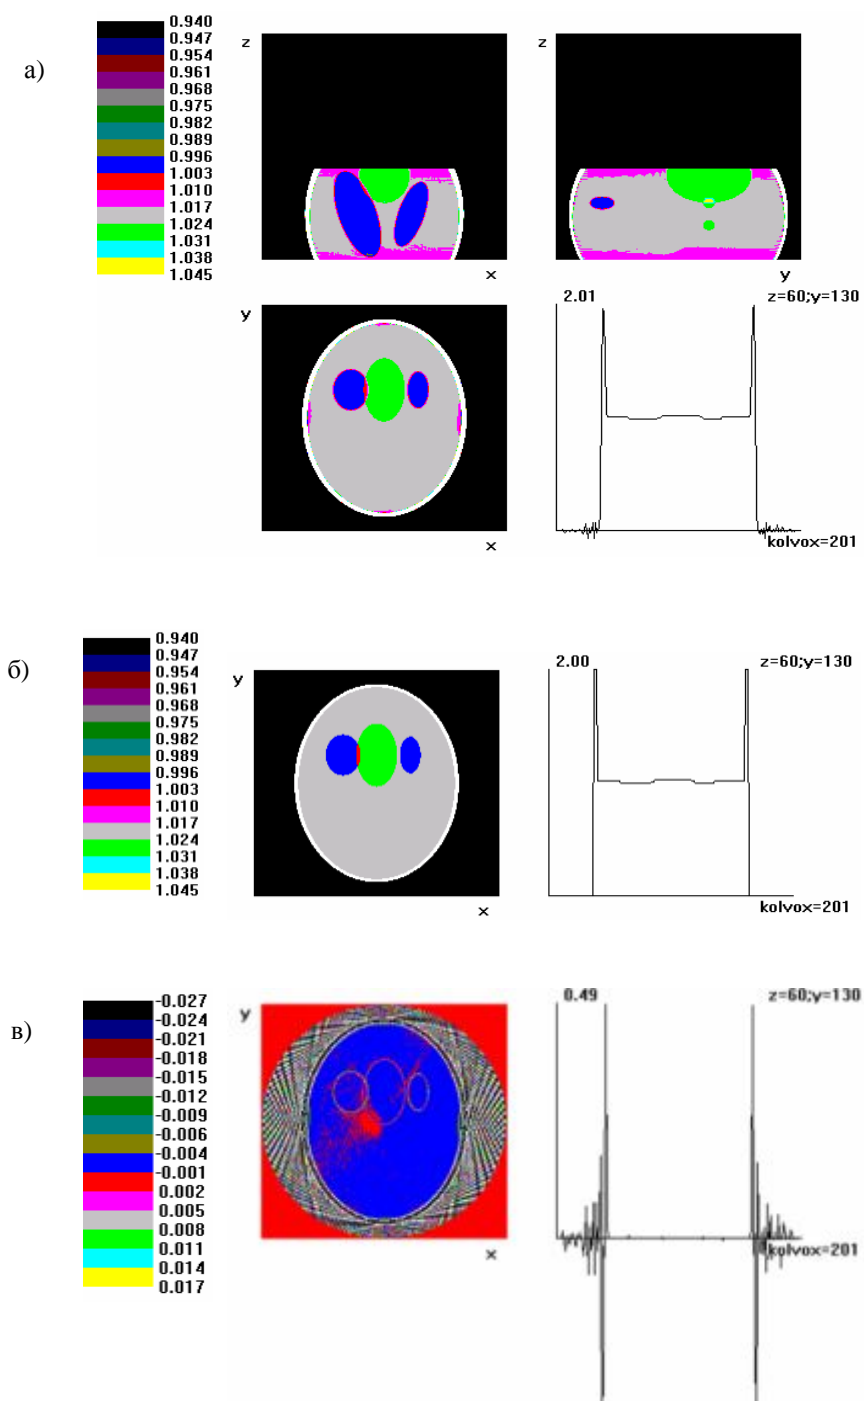 а)
0.940
0.947
0.954
0.961
0.968
0.975
0.982
0.989
0.996
1.003
1.010
1.017
1.024
1.031
1.038
1.045
z
x
z
y
y
x
2.01
z=60;y=130
kolvox=201
б)
0.940
0.947
0.954
0.961
0.968
0.975
0.982
0.989
0.996
1.003
1.010
1.017
1.024
1.031
1.038
1.045
y
x
2.00
z=60;y=130
kolvox=201
в)
-0.027
-0.024
-0.021
-0.018
-0.015
-0.012
-0.009
-0.006
-0.004
-0.001
0.002
0.005
0.008
0.011
0.014
0.017
y
x
0.49
z=60;y=130
kolvox=201